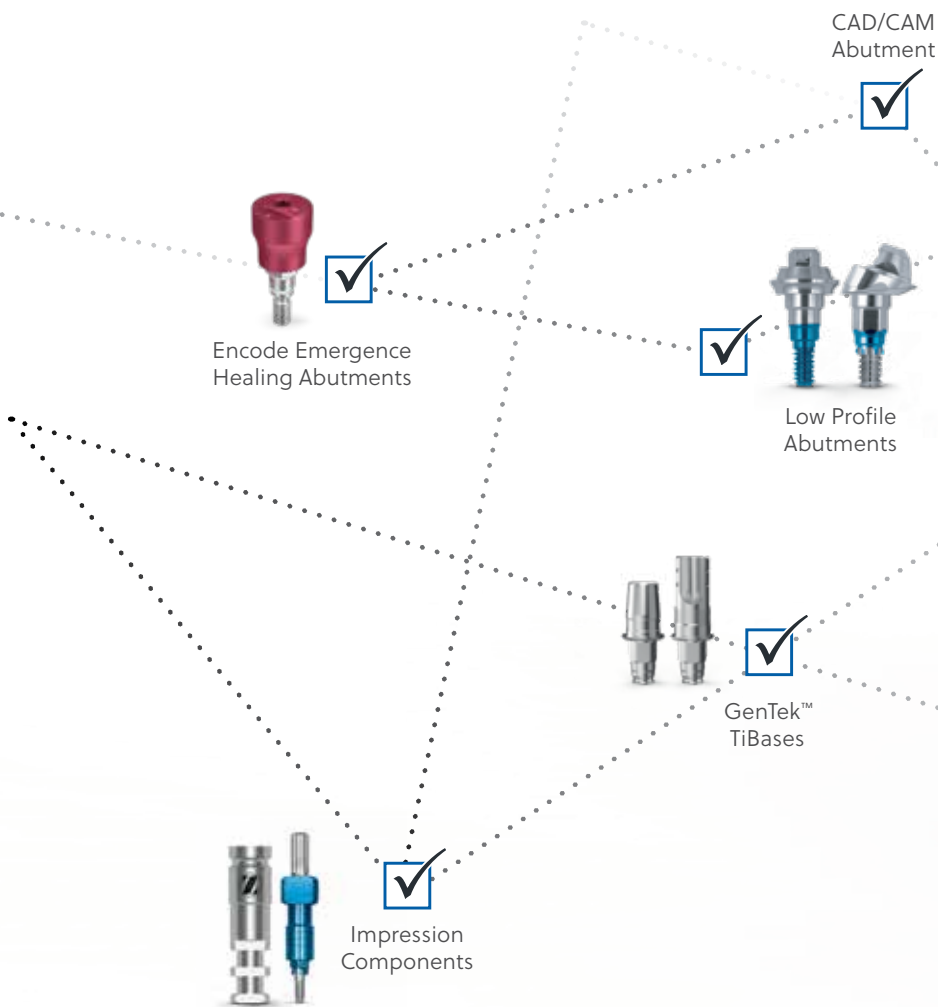 CAD/CAM
Abutment
Encode Emergence
Healing Abutments
Low Profile
Abutments
GenTek™
TiBases
Impression
Components